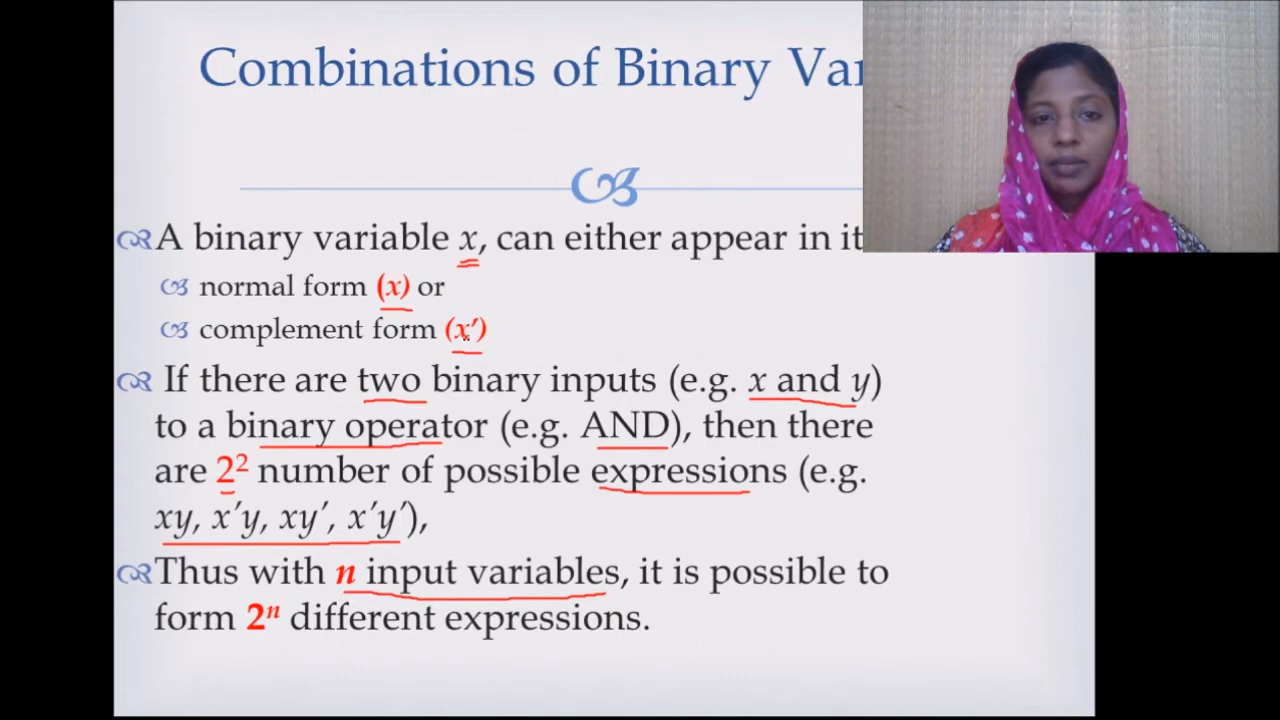 Combinations of Binary Var
A binary variable x, can either appear in it
normal form (x) or
complement form (x′)
If there are two binary inputs (e.g. x and y)
to a binary operator (e.g. AND), then there
are 2² number of possible expressions (e.g.
xy, x′y, xy′, x′y′),
Thus with n input variables, it is possible to
form 2ⁿ different expressions.